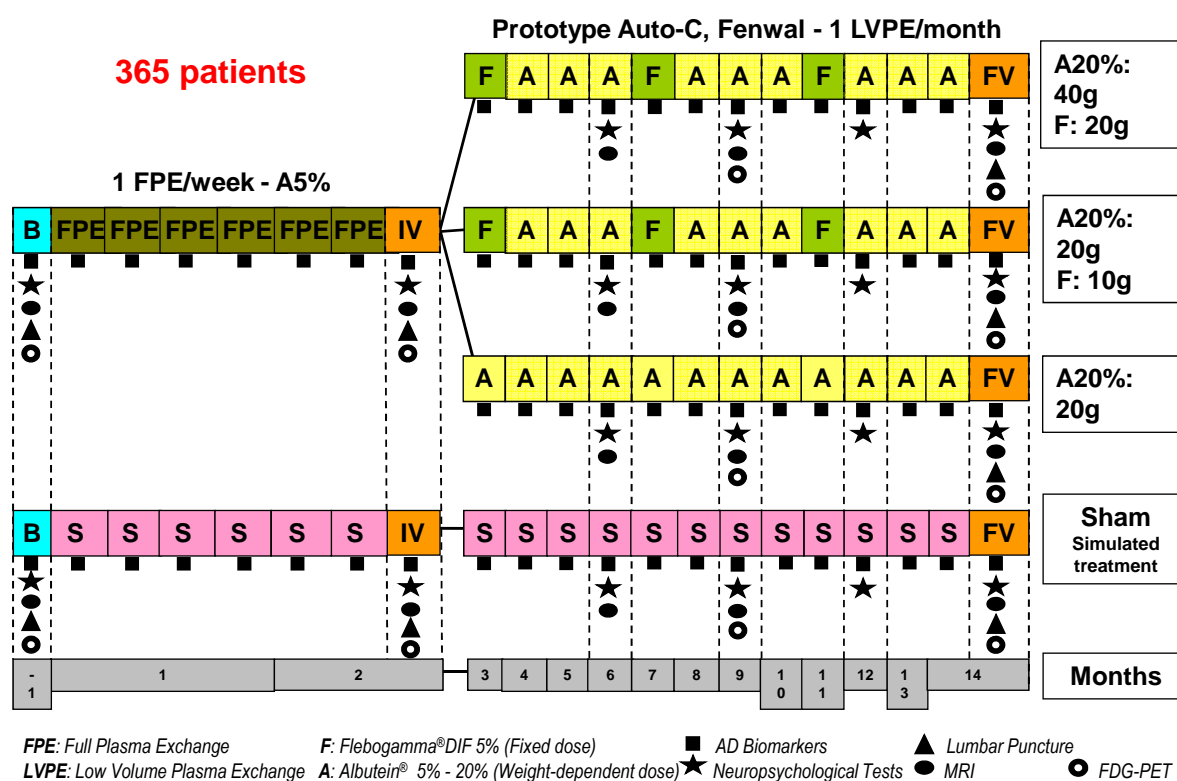 Prototype Auto-C, Fenwal - 1 LVPE/month
365 patients
F A A A F A A A F A A A FV
A20%:
40g
F: 20g
1 FPE/week - A5%
B FPE FPE FPE FPE FPE FPE IV
F A A A F A A A F A A A FV
A20%:
20g
F: 10g
A A A A A A A A A A A A FV
A20%:
20g
B S S S S S S IV
S S S S S S S S S S S S FV
Sham
Simulated
treatment
-1 1 2 3 4 5 6 7 8 9 10 11 12 13 14
Months
FPE: Full Plasma Exchange F: Flebogamma®DIF 5% (Fixed dose) AD Biomarkers Lumbar Puncture
LVPE: Low Volume Plasma Exchange A: Albutein® 5% - 20% (Weight-dependent dose) Neuropsychological Tests MRI FDG-PET